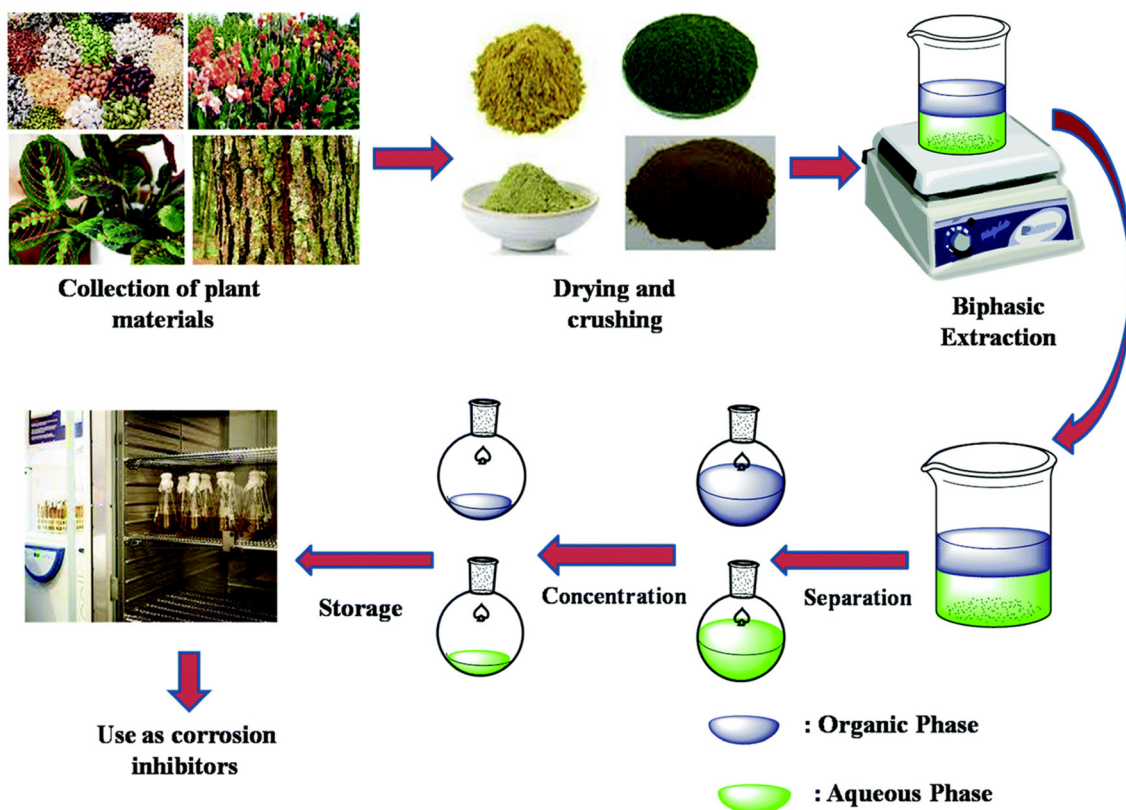 Collection of plant
materials
Drying and
crushing
Biphasic
Extraction
Separation
Concentration
Storage
Use as corrosion
inhibitors
: Organic Phase
: Aqueous Phase